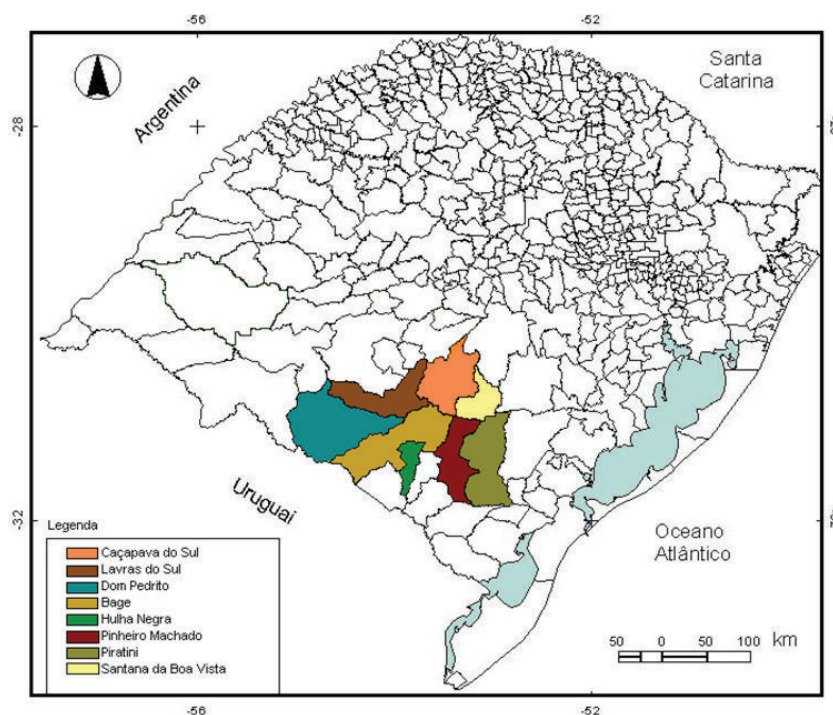 -56
-52
Santa
Catarina
Argentina
-28
Uruguai
-32
Oceano
Atlântico
Legenda
Caçapava do Sul
Lavras do Sul
Dom Pedrito
Bage
Hulha Negra
Pinheiro Machado
Piratini
Santana da Boa Vista
50 0 50 100 km
-56
-52